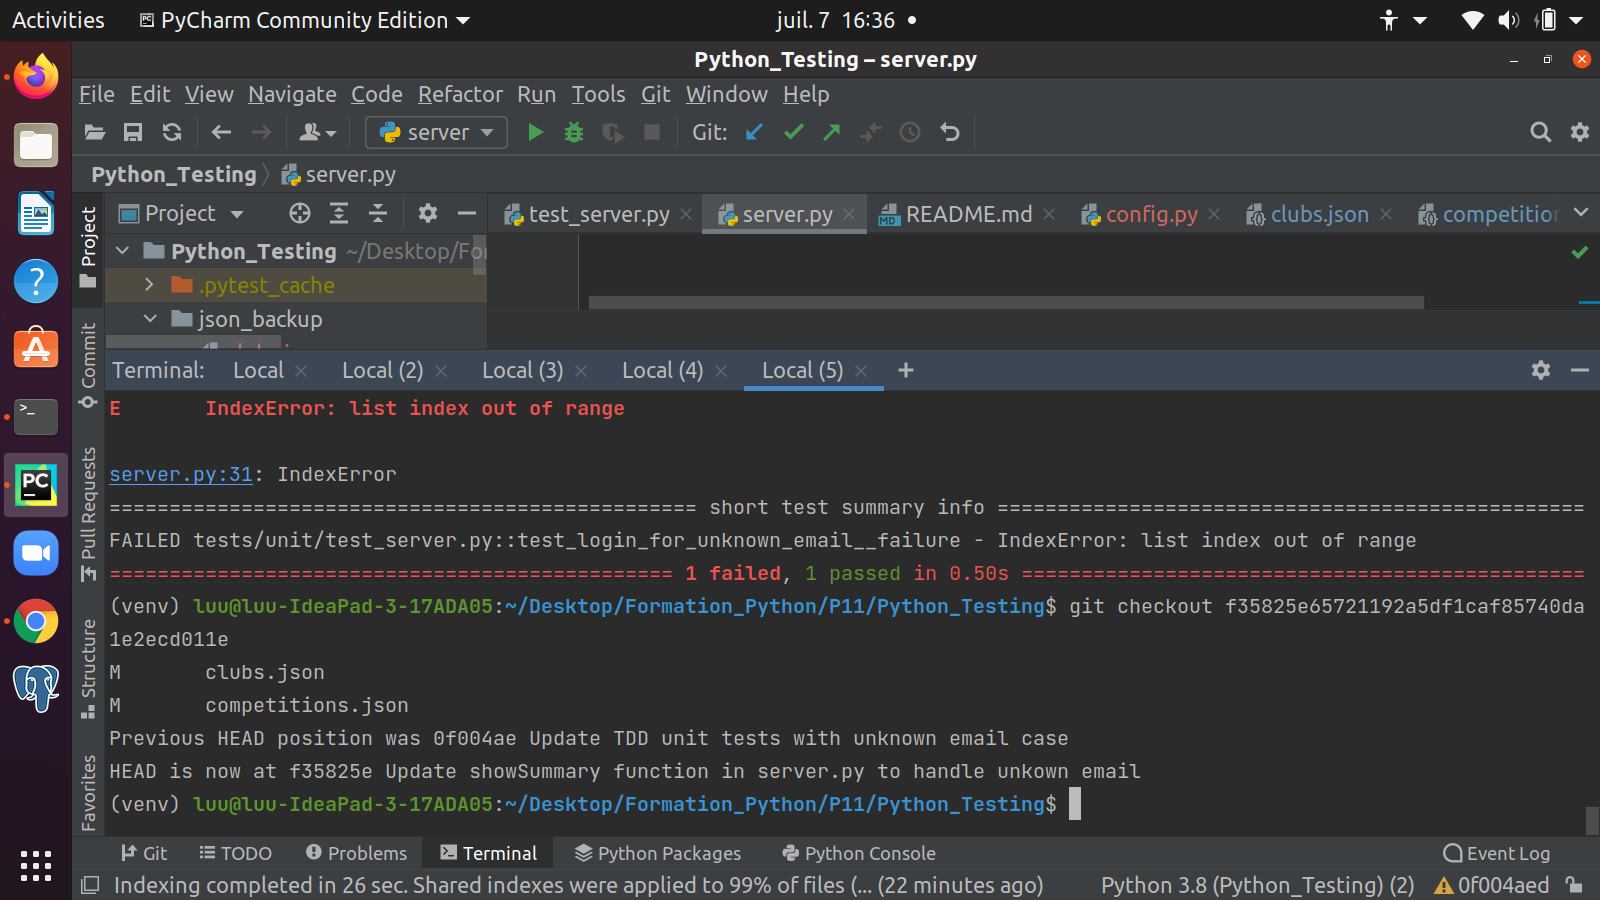 Activities PyCharm Community Edition juil. 7 16:36
Python_Testing – server.py
File Edit View Navigate Code Refactor Run Tools Git Window Help
server Git:
Python_Testing server.py
Project test_server.py server.py README.md config.py clubs.json competition
Python_Testing ~/Desktop/For
.pytest_cache
json_backup
Project
Commit
Pull Requests
Structure
Favorites
Terminal: Local Local (2) Local (3) Local (4) Local (5) +
E IndexError: list index out of range
server.py:31: IndexError
================================================= short test summary info =================================================
FAILED tests/unit/test_server.py::test_login_for_unknown_email__failure - IndexError: list index out of range
=============================================== 1 failed, 1 passed in 0.50s ===============================================
(venv) luu@luu-IdeaPad-3-17ADA05:~/Desktop/Formation_Python/P11/Python_Testing$ git checkout f35825e65721192a5df1caf85740da
1e2ecd011e
M clubs.json
M competitions.json
Previous HEAD position was 0f004ae Update TDD unit tests with unknown email case
HEAD is now at f35825e Update showSummary function in server.py to handle unkown email
(venv) luu@luu-IdeaPad-3-17ADA05:~/Desktop/Formation_Python/P11/Python_Testing$
Git TODO Problems Terminal Python Packages Python Console Event Log
Indexing completed in 26 sec. Shared indexes were applied to 99% of files (... (22 minutes ago) Python 3.8 (Python_Testing) (2) 0f004aed